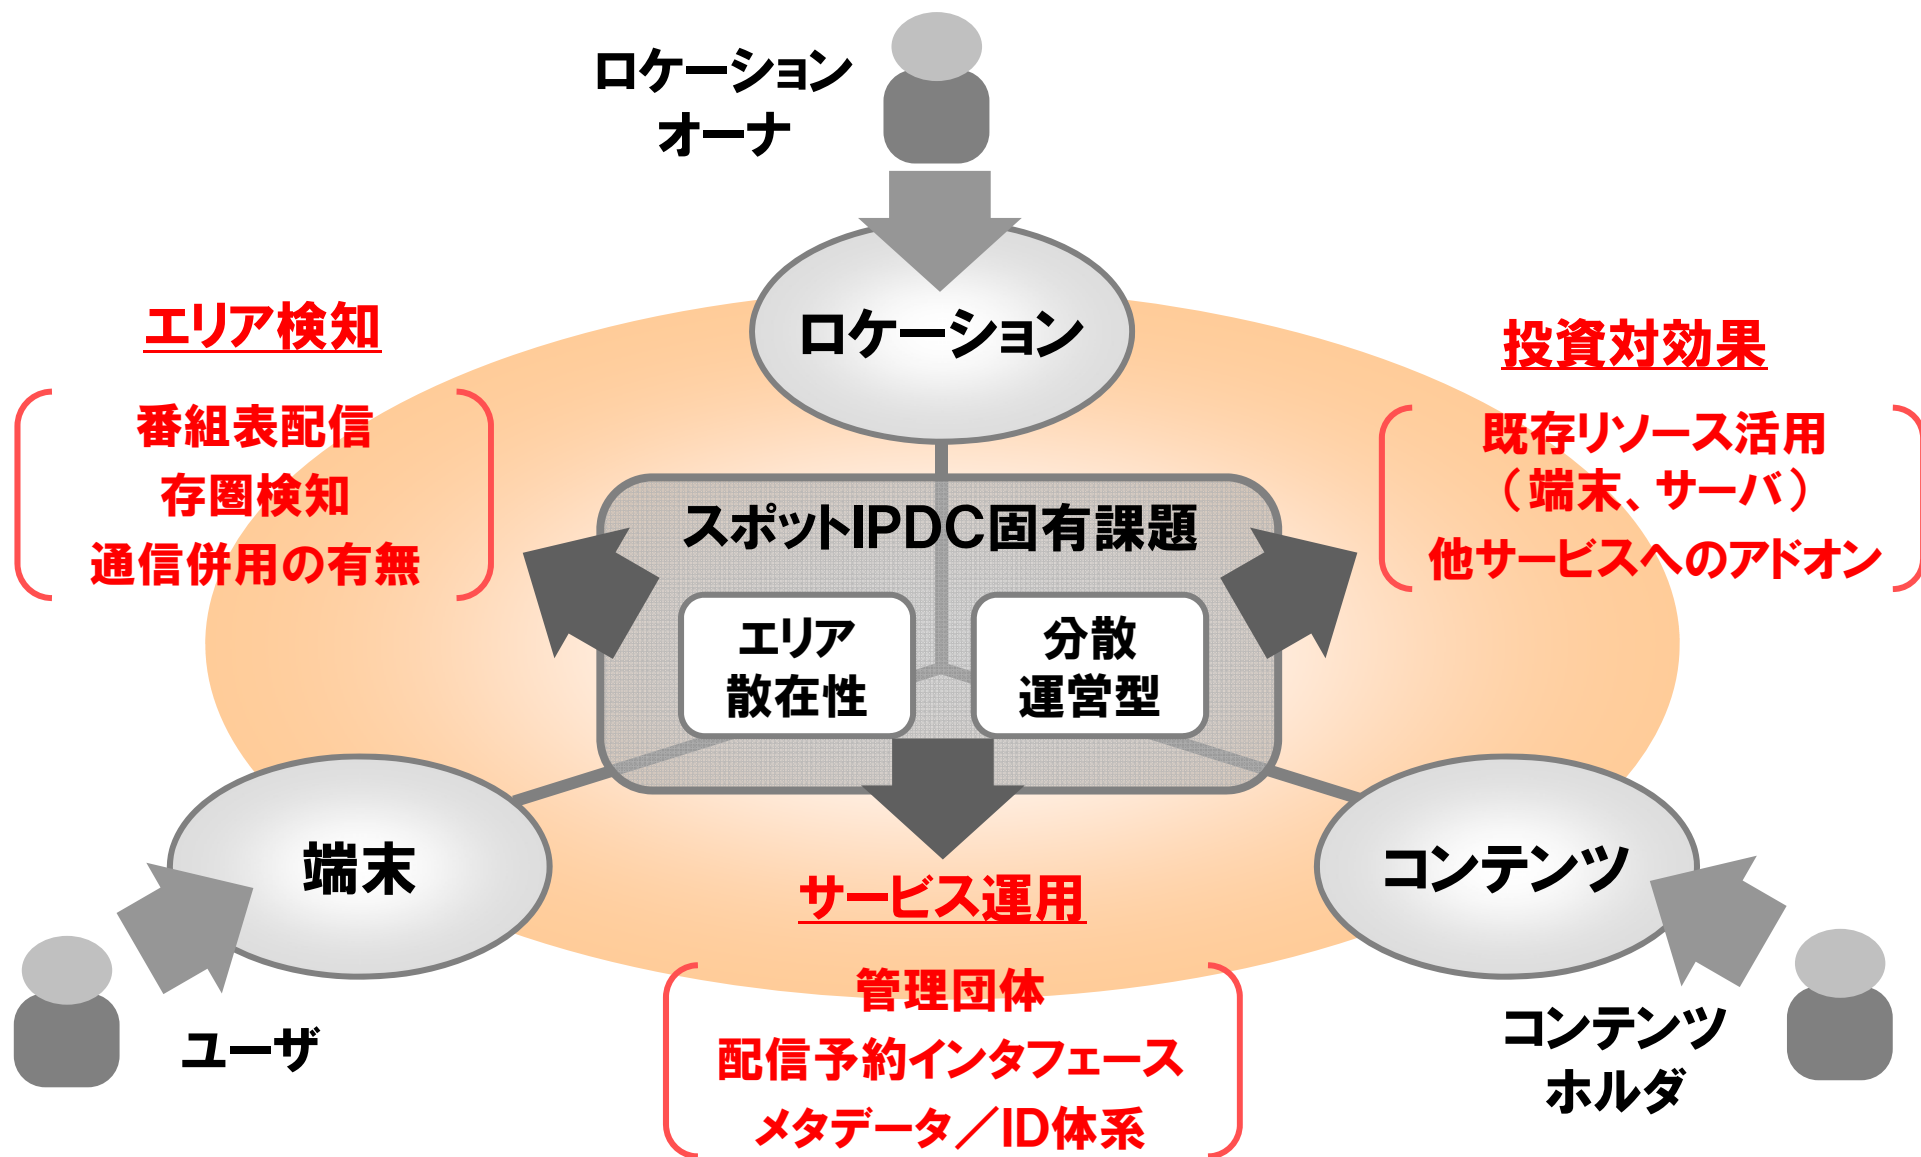 ロケーション
オーナ
ロケーション
エリア検知
番組表配信
存圏検知
通信併用の有無
投資対効果
既存リソース活用
（端末、サーバ）
他サービスへのアドオン
スポットIPDC固有課題
エリア
散在性
分散
運営型
端末
コンテンツ
サービス運用
管理団体
配信予約インタフェース
メタデータ／ID体系
ユーザ
コンテンツ
ホルダ